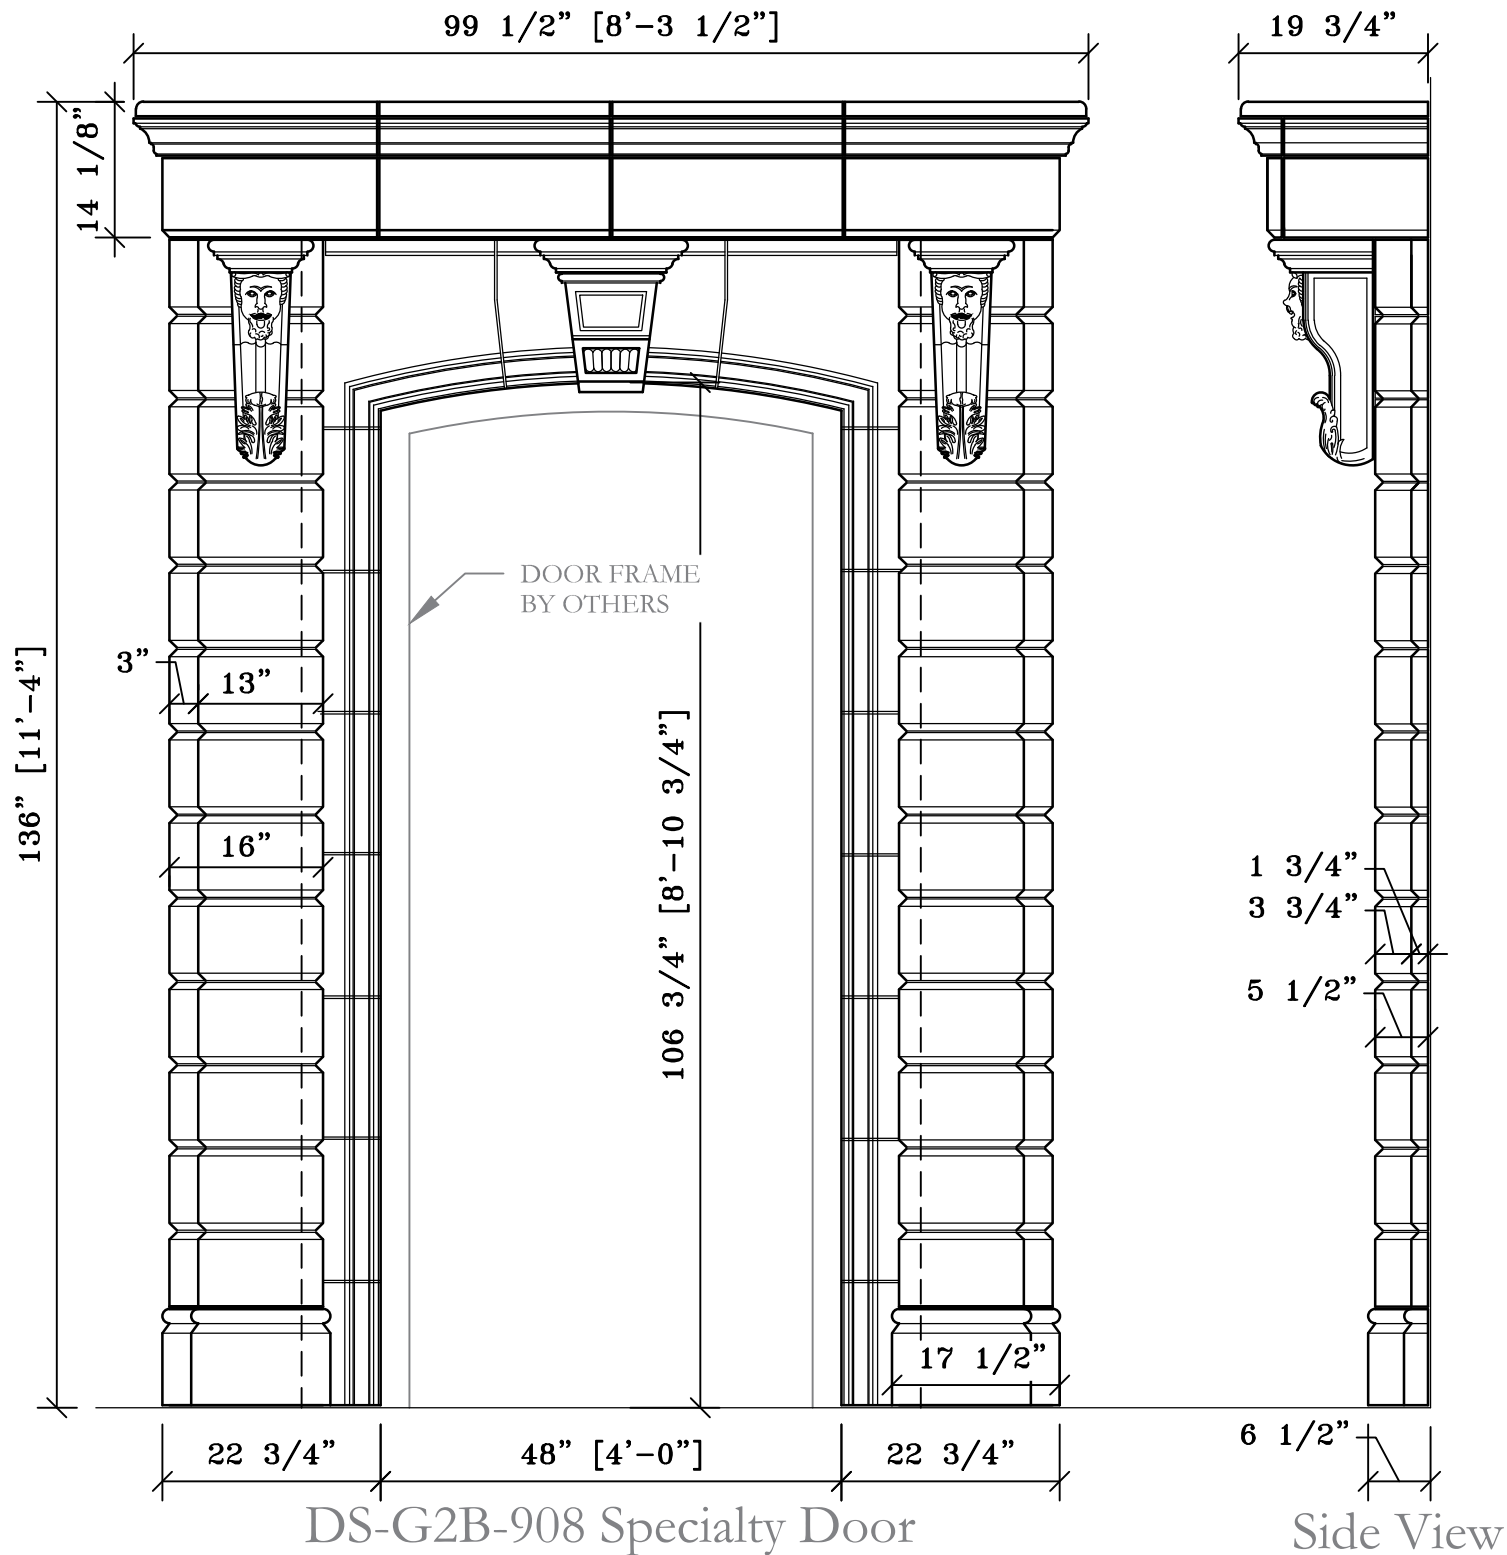 99 1/2” [8’-3 1/2”]
19 3/4”
14 1/8”
DOOR FRAME
BY OTHERS
3”
13”
136” [11’-4”]
106 3/4” [8’-10 3/4”]
16”
1 3/4”
3 3/4”
5 1/2”
17 1/2”
22 3/4”
48” [4’-0”]
22 3/4”
6 1/2”
DS-G2B-908 Specialty Door
Side View